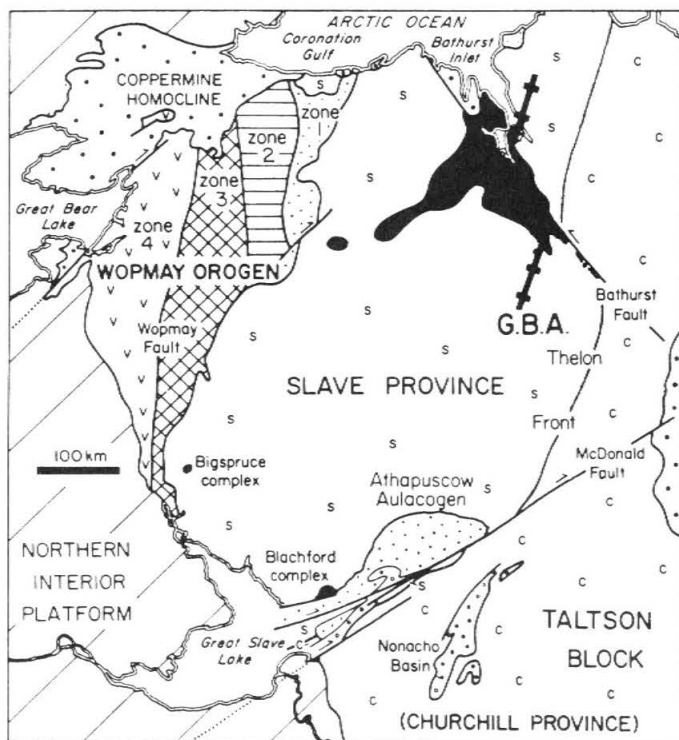 ARCTIC OCEAN
Coronation
Gulf
Bathurst
Inlet
COPPERMINE
HOMOCLINE
zone
1
zone
2
zone
3
zone
4
Great Bear
Lake
WOPMAY OROGEN
Wopmay
Fault
G.B.A.
Bathurst
Fault
Thelon
Front
SLAVE PROVINCE
McDonald
Fault
100 km
Bigspruce
complex
Athapuscow
Aulacogen
Blachford
complex
NORTHERN
INTERIOR
PLATFORM
Great Slave
Lake
Nonacho
Basin
TALTSON
BLOCK
(CHURCHILL PROVINCE)
s
s
s
s
s
s
s
s
s
s
s
s
s
s
c
c
c
c
c
c
c
c
c
c
c
c
c
v
v
v
v
v
v
v
v
v
v
v
v